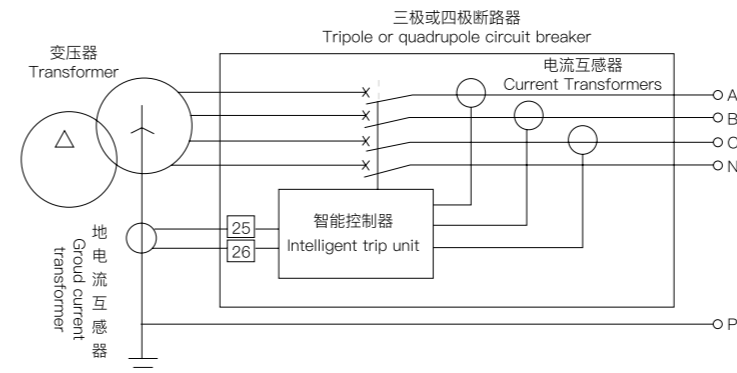 三极或四极断路器
Tripole or quadrupole circuit breaker
变压器
Transformer
电流互感器
Current Transformers
A
B
C
N
智能控制器
Intelligent trip unit
25
26
地电流互感器
Groud current
transformer
P